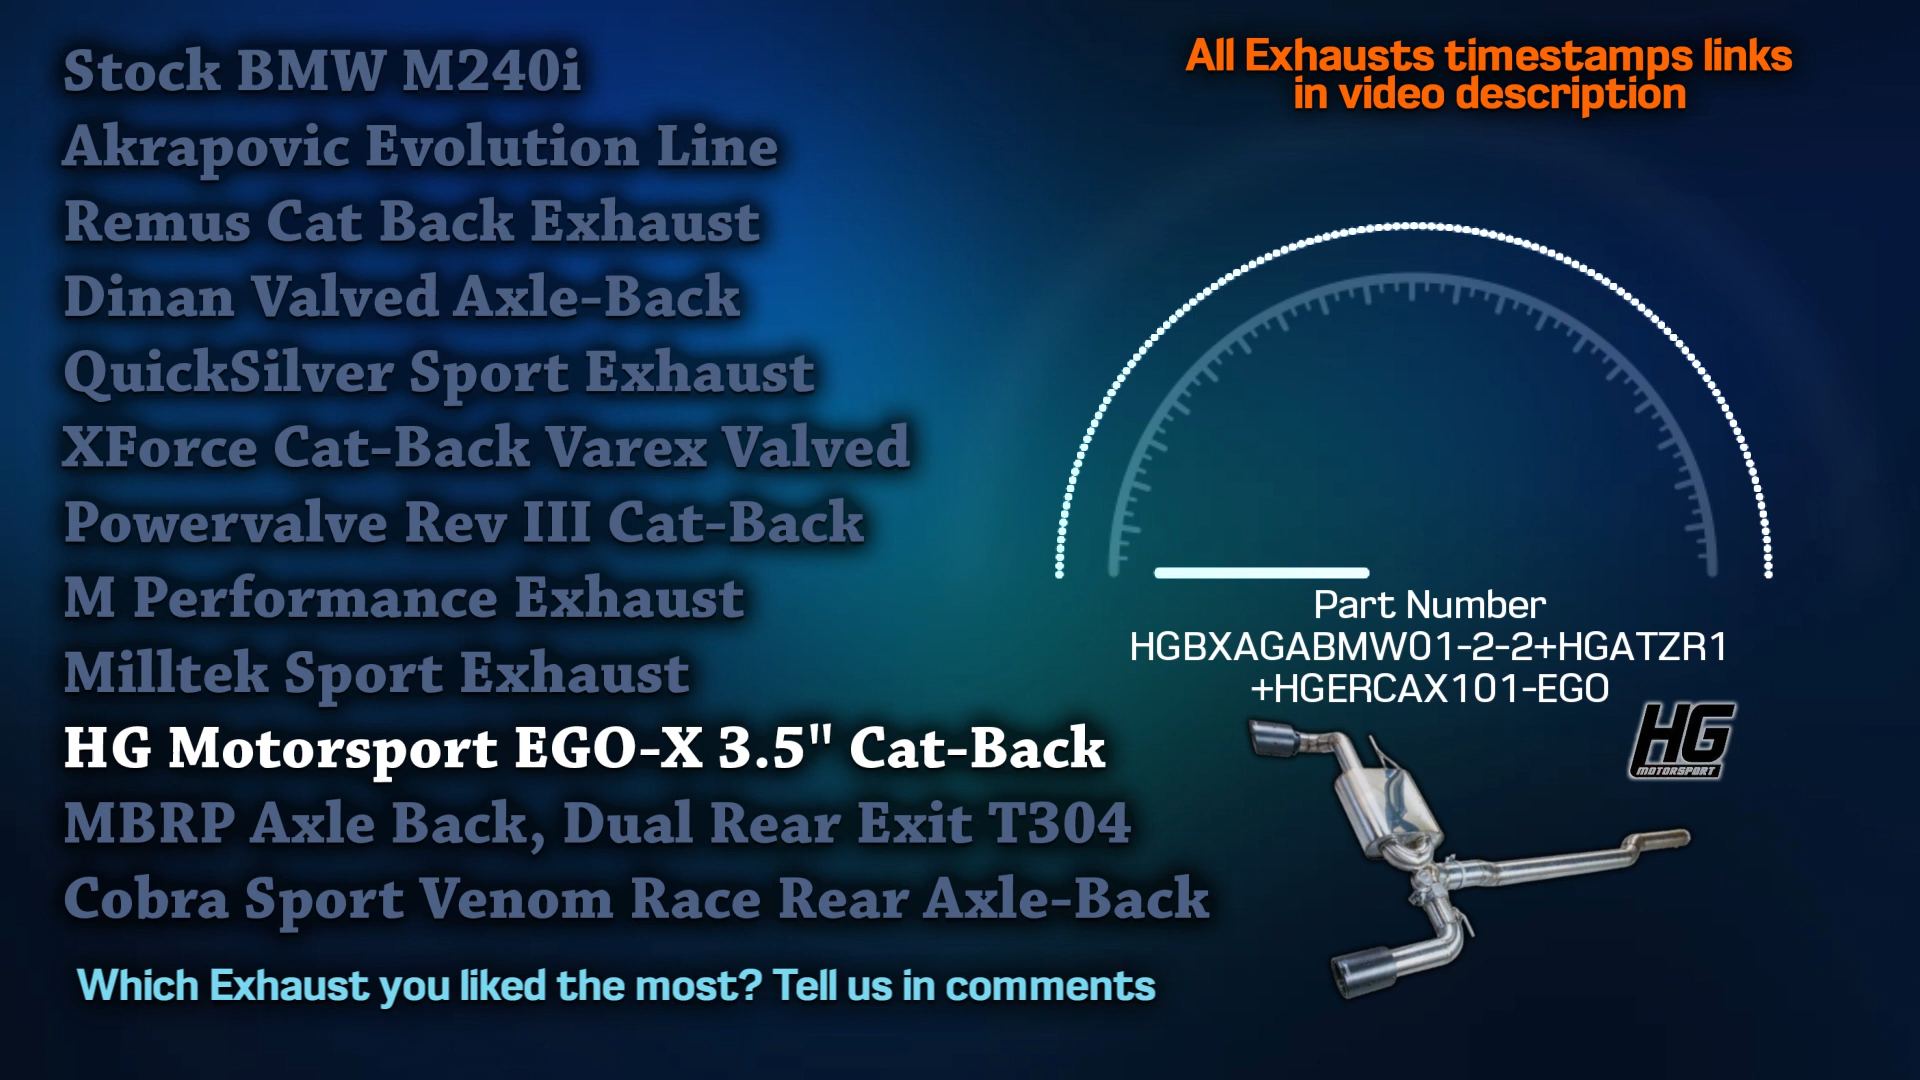 Stock BMW M240i
Akrapovic Evolution Line
Remus Cat Back Exhaust
Dinan Valved Axle-Back
QuickSilver Sport Exhaust
XForce Cat-Back Varex Valved
Powervalve Rev III Cat-Back
M Performance Exhaust
Milltek Sport Exhaust
HG Motorsport EGO-X 3.5" Cat-Back
MBRP Axle Back, Dual Rear Exit T304
Cobra Sport Venom Race Rear Axle-Back
Which Exhaust you liked the most? Tell us in comments
All Exhausts timestamps links
in video description
Part Number
HGBXAGABMW01-2-2+HGATZR1
+HGERCAX101-EGO
HG
MOTORSPORT